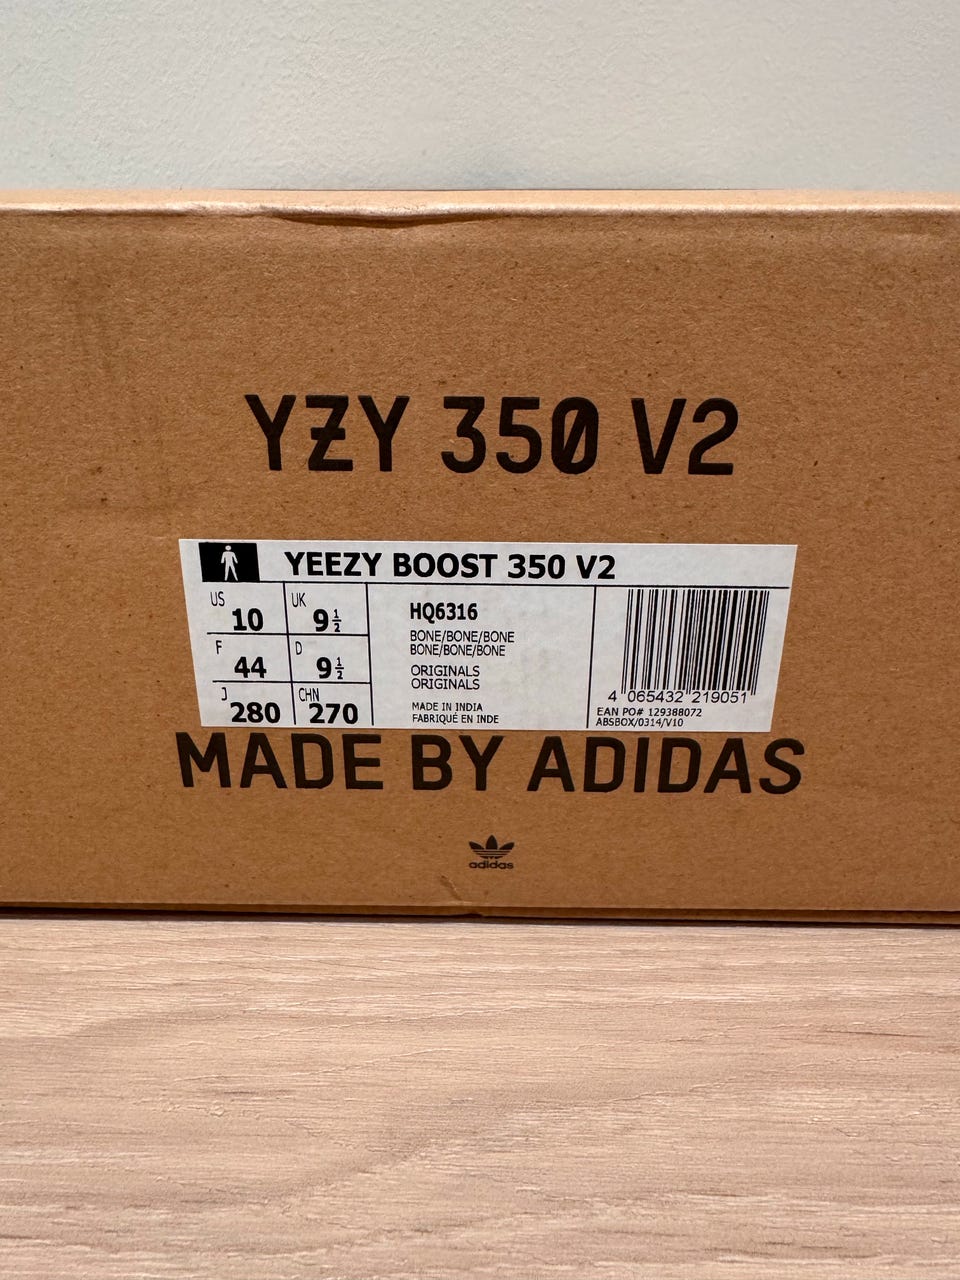 YZY 350 V2
YEEZY BOOST 350 V2
US 10 UK 9½
F 44 D 9½
J 280 CHN 270
HQ6316
BONE/BONE/BONE
BONE/BONE/BONE
ORIGINALS
ORIGINALS
MADE IN INDIA
FABRIQUÉ EN INDE
4 065432 219051
EAN PO# 129388072
ABSBOX/0314/V10
MADE BY ADIDAS
adidas